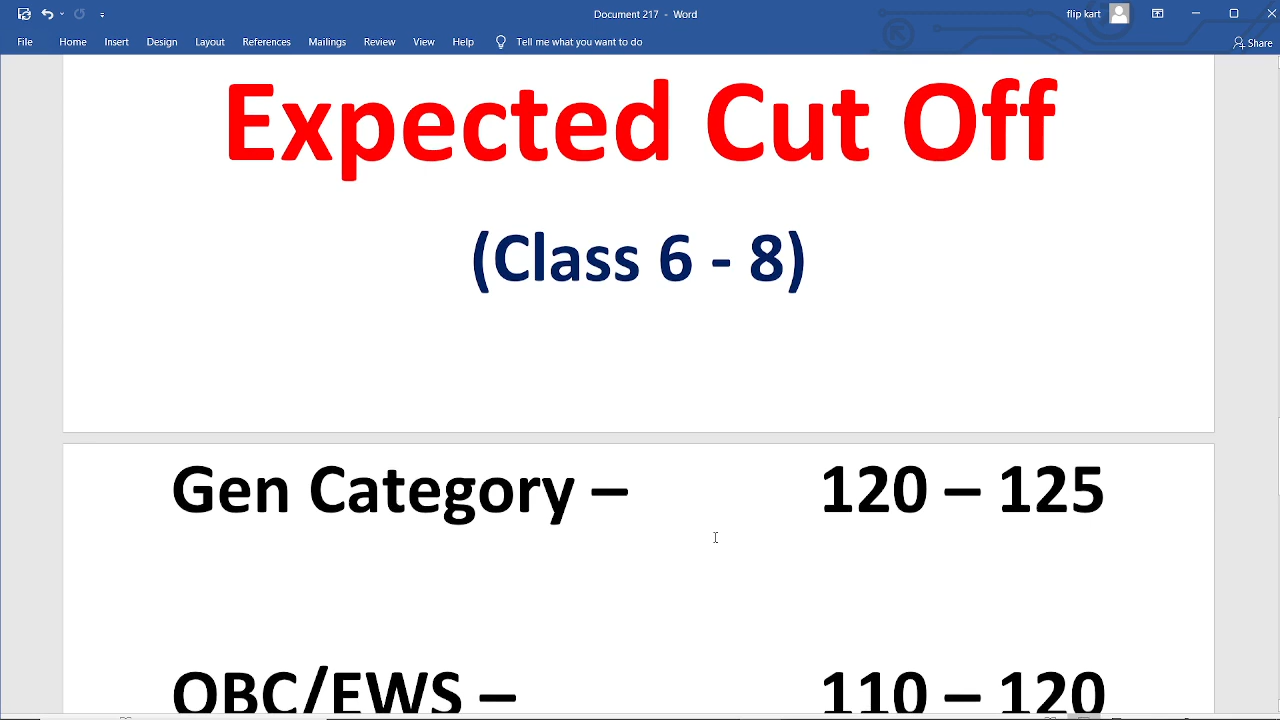 Document 217 - Word
flip kart
File Home Insert Design Layout References Mailings Review View Help Tell me what you want to do
Share
Expected Cut Off
(Class 6 - 8)
Gen Category – 120 – 125
OBC/EWS – 110 – 120